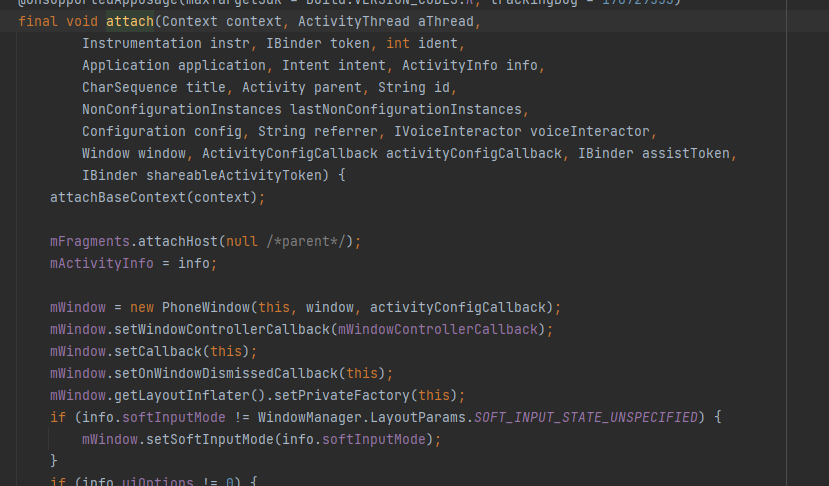 @UnsupportedAppUsage(maxTargetSdk = Build.VERSION_CODES.R, trackingBug = 170729553)
final void attach(Context context, ActivityThread aThread,
Instrumentation instr, IBinder token, int ident,
Application application, Intent intent, ActivityInfo info,
CharSequence title, Activity parent, String id,
NonConfigurationInstances lastNonConfigurationInstances,
Configuration config, String referrer, IVoiceInteractor voiceInteractor,
Window window, ActivityConfigCallback activityConfigCallback, IBinder assistToken,
IBinder shareableActivityToken) {
attachBaseContext(context);
mFragments.attachHost(null /*parent*/);
mActivityInfo = info;
mWindow = new PhoneWindow(this, window, activityConfigCallback);
mWindow.setWindowControllerCallback(mWindowControllerCallback);
mWindow.setCallback(this);
mWindow.setOnWindowDismissedCallback(this);
mWindow.getLayoutInflater().setPrivateFactory(this);
if (info.softInputMode != WindowManager.LayoutParams.SOFT_INPUT_STATE_UNSPECIFIED) {
mWindow.setSoftInputMode(info.softInputMode);
}
if (info.uiOptions != 0) {